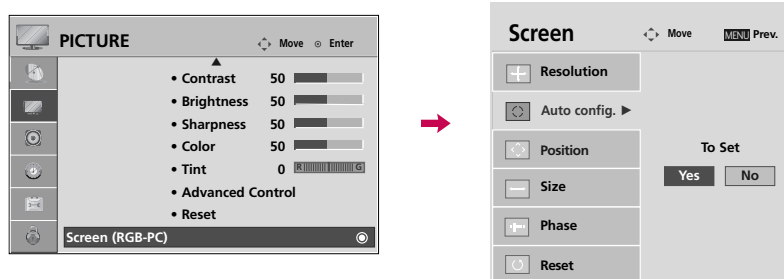 PICTURE
Move
Enter
• Contrast 50
• Brightness 50
• Sharpness 50
• Color 50
• Tint 0 R G
• Advanced Control
• Reset
Screen (RGB-PC)
Screen
Move
MENU Prev.
Resolution
Auto config. ►
Position
Size
Phase
Reset
To Set
Yes No